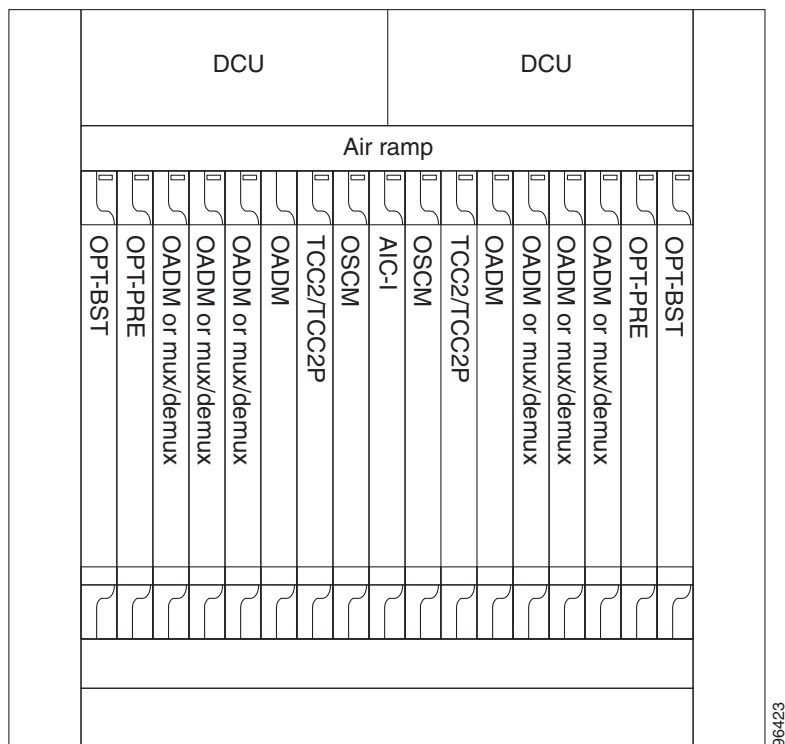 DCU
DCU
Air ramp
OPT-BST
OPT-PRE
OADM or mux/demux
OADM or mux/demux
OADM or mux/demux
OADM
TCC2/TCC2P
OSCM
AIC-I
OSCM
TCC2/TCC2P
OADM
OADM or mux/demux
OADM or mux/demux
OADM or mux/demux
OPT-PRE
OPT-BST
96423